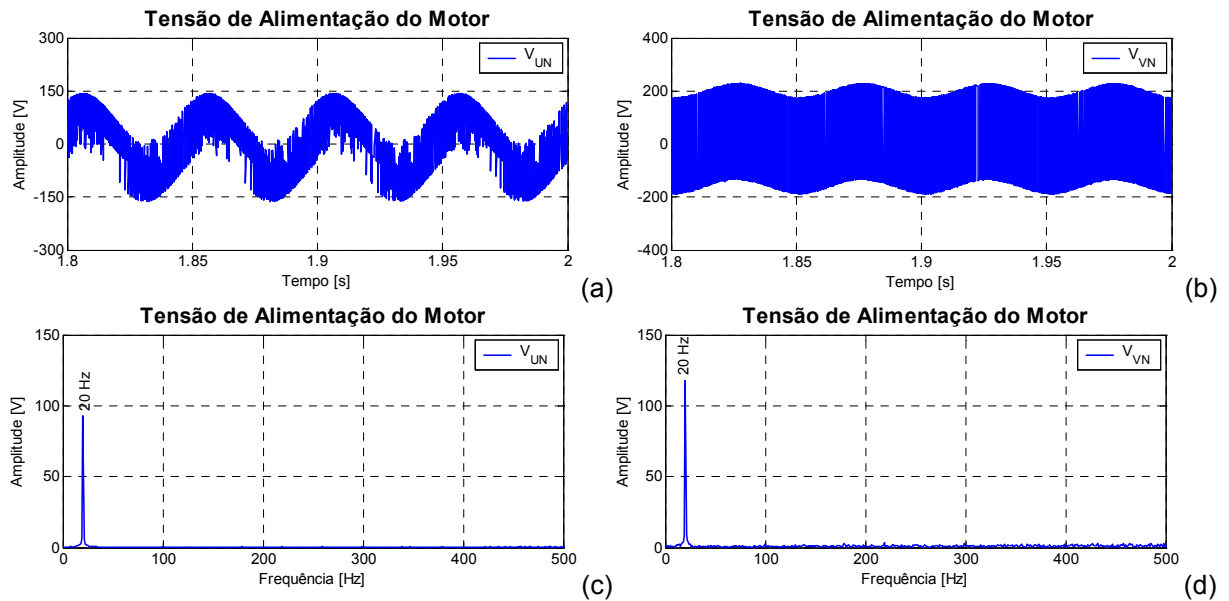 Tensão de Alimentação do Motor
300
150
0
-150
-300
Amplitude [V]
V_UN
1.8 1.85 1.9 1.95 2
Tempo [s]
(a)
Tensão de Alimentação do Motor
400
200
0
-200
-400
Amplitude [V]
V_VN
1.8 1.85 1.9 1.95 2
Tempo [s]
(b)
Tensão de Alimentação do Motor
150
100
50
0
Amplitude [V]
20 Hz
V_UN
0 100 200 300 400 500
Frequência [Hz]
(c)
Tensão de Alimentação do Motor
150
100
50
0
Amplitude [V]
20 Hz
V_VN
0 100 200 300 400 500
Frequência [Hz]
(d)